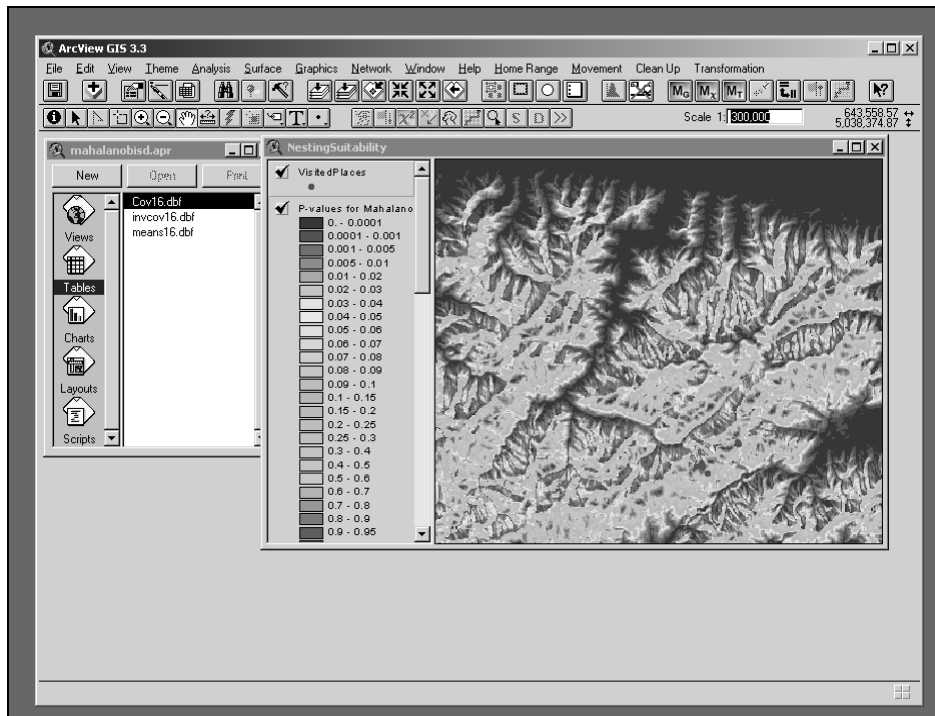 ArcView GIS 3.3
File Edit View Theme Analysis Surface Graphics Network Window Help Home Range Movement Clean Up Transformation
MG MX MT
Scale 1: 300,000
643,558.57
5,038,374.87
mahalanobisd.apr
New Open Print
Views
Tables
Charts
Layouts
Scripts
Cov16.dbf
invcov16.dbf
means16.dbf
NestingSuitability
VisitedPlaces
P-values for Mahalano
0. - 0.0001
0.0001 - 0.001
0.001 - 0.005
0.005 - 0.01
0.01 - 0.02
0.02 - 0.03
0.03 - 0.04
0.04 - 0.05
0.05 - 0.06
0.06 - 0.07
0.07 - 0.08
0.08 - 0.09
0.09 - 0.1
0.1 - 0.15
0.15 - 0.2
0.2 - 0.25
0.25 - 0.3
0.3 - 0.4
0.4 - 0.5
0.5 - 0.6
0.6 - 0.7
0.7 - 0.8
0.8 - 0.9
0.9 - 0.95